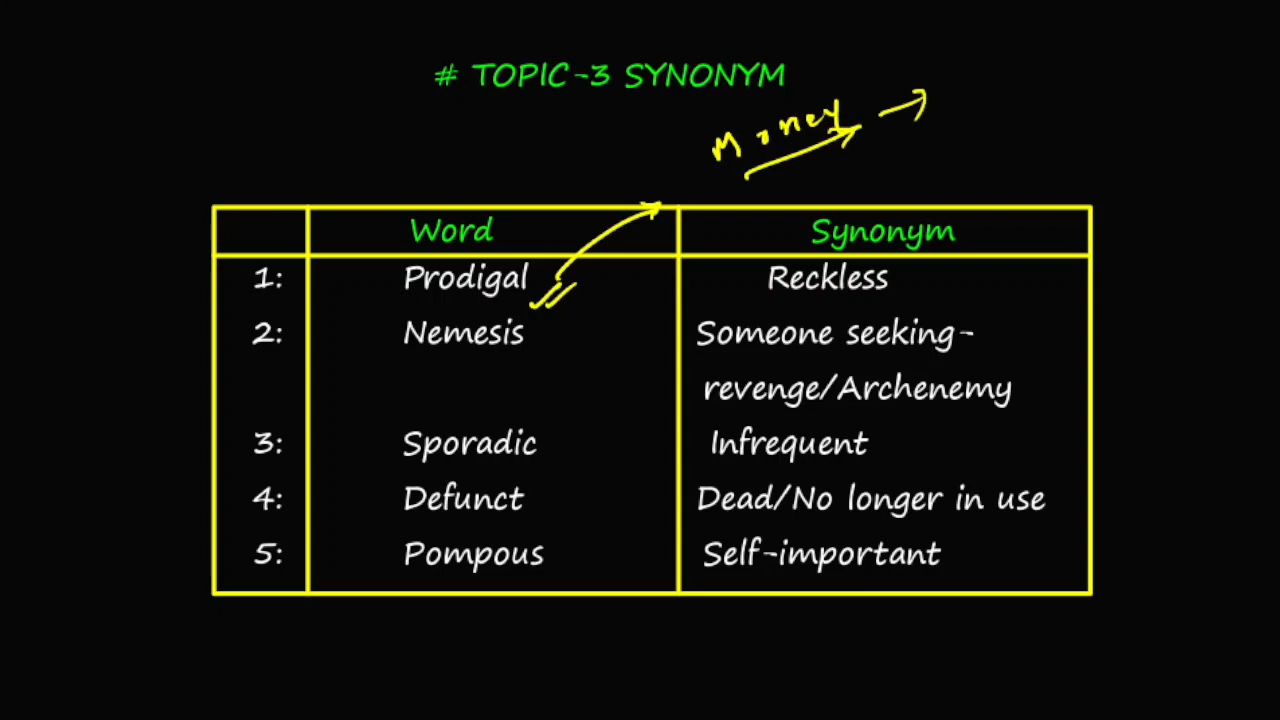 # TOPIC-3 SYNONYM
Money
Word Synonym
1: Prodigal Reckless
2: Nemesis Someone seeking-
revenge/Archenemy
3: Sporadic Infrequent
4: Defunct Dead/No longer in use
5: Pompous Self-important